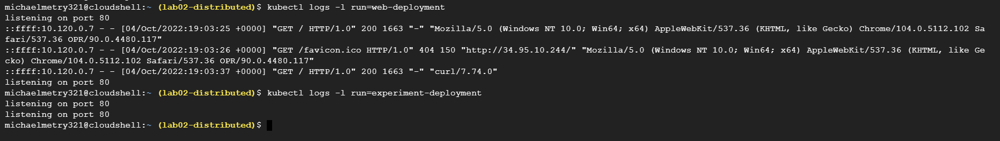 michaelmetry321@cloudshell:~ (lab02-distributed)$ kubectl logs -l run=web-deployment
listening on port 80
::ffff:10.120.0.7 - - [04/Oct/2022:19:03:25 +0000] "GET / HTTP/1.0" 200 1663 "-" "Mozilla/5.0 (Windows NT 10.0; Win64; x64) AppleWebKit/537.36 (KHTML, like Gecko) Chrome/104.0.5112.102 Sa
fari/537.36 OPR/90.0.4480.117"
::ffff:10.120.0.7 - - [04/Oct/2022:19:03:26 +0000] "GET /favicon.ico HTTP/1.0" 404 150 "http://34.95.10.244/" "Mozilla/5.0 (Windows NT 10.0; Win64; x64) AppleWebKit/537.36 (KHTML, like Ge
cko) Chrome/104.0.5112.102 Safari/537.36 OPR/90.0.4480.117"
::ffff:10.120.0.7 - - [04/Oct/2022:19:03:37 +0000] "GET / HTTP/1.0" 200 1663 "-" "curl/7.74.0"
listening on port 80
michaelmetry321@cloudshell:~ (lab02-distributed)$ kubectl logs -l run=experiment-deployment
listening on port 80
listening on port 80
michaelmetry321@cloudshell:~ (lab02-distributed)$